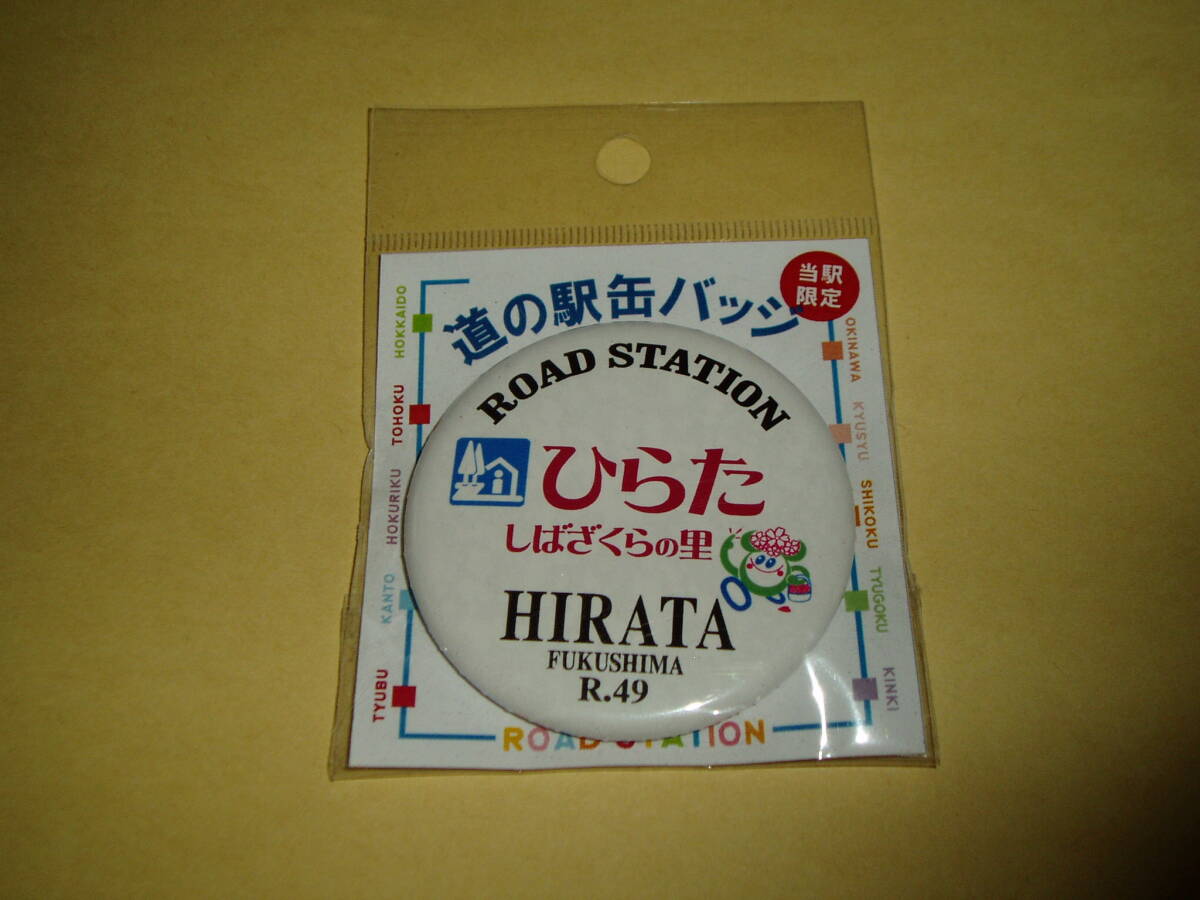 道の駅缶バッジ
当駅
限定
HOKKAIDO
TOHOKU
HOKURIKU
KANTO
TYUBU
OKINAWA
KYUSYU
SHIKOKU
TYUGOKU
KINKI
ROAD STATION
ひらた
しばざくらの里
HIRATA
FUKUSHIMA
R.49
ROAD STATION